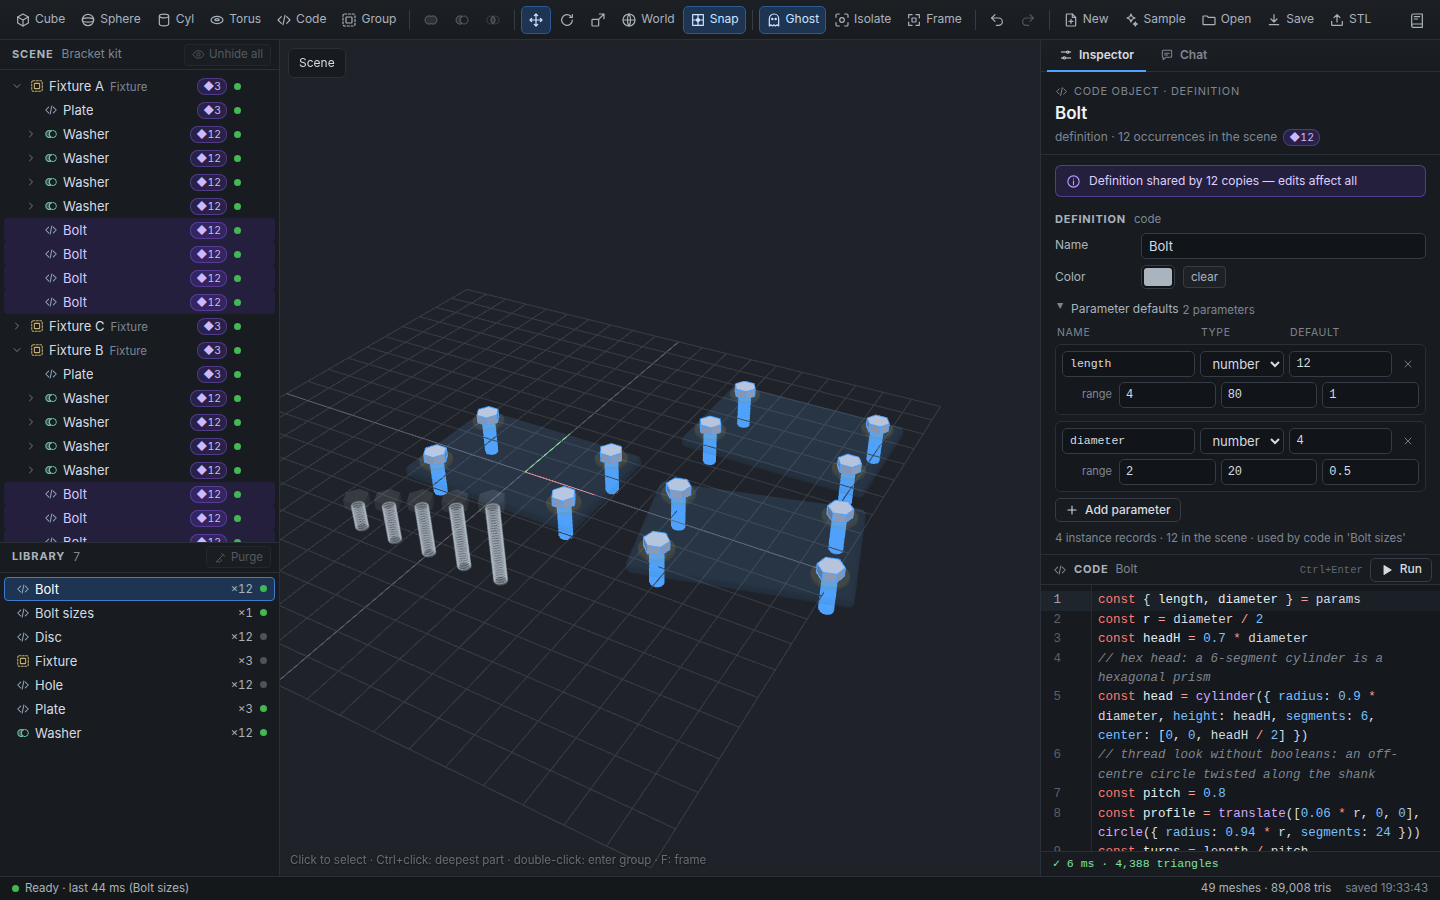 Cube Sphere Cyl Torus Code Group World Snap Ghost Isolate Frame New Sample Open Save STL
SCENE Bracket kit Unhide all
Fixture A Fixture ◆3
Plate ◆3
Washer ◆12
Washer ◆12
Washer ◆12
Washer ◆12
Bolt ◆12
Bolt ◆12
Bolt ◆12
Bolt ◆12
Fixture C Fixture ◆3
Fixture B Fixture ◆3
Plate ◆3
Washer ◆12
Washer ◆12
Washer ◆12
Washer ◆12
Bolt ◆12
Bolt ◆12
Bolt ◆12
LIBRARY 7 Purge
Bolt ×12
Bolt sizes ×1
Disc ×12
Fixture ×3
Hole ×12
Plate ×3
Washer ×12
Scene
Click to select · Ctrl+click: deepest part · double-click: enter group · F: frame
Inspector Chat
CODE OBJECT · DEFINITION
Bolt
definition · 12 occurrences in the scene ◆12
Definition shared by 12 copies — edits affect all
DEFINITION code
Name Bolt
Color clear
Parameter defaults 2 parameters
NAME TYPE DEFAULT
length number 12
range 4 80 1
diameter number 4
range 2 20 0.5
Add parameter
4 instance records · 12 in the scene · used by code in 'Bolt sizes'
CODE Bolt Ctrl+Enter Run
1 const { length, diameter } = params
2 const r = diameter / 2
3 const headH = 0.7 * diameter
4 // hex head: a 6-segment cylinder is a
hexagonal prism
5 const head = cylinder({ radius: 0.9 *
diameter, height: headH, segments: 6,
center: [0, 0, headH / 2] })
6 // thread look without booleans: an off-
centre circle twisted along the shank
7 const pitch = 0.8
8 const profile = translate([0.06 * r, 0, 0],
circle({ radius: 0.94 * r, segments: 24 }))
9 const turns = length / pitch
✓ 6 ms · 4,388 triangles
Ready · last 44 ms (Bolt sizes)
49 meshes · 89,008 tris saved 19:33:43